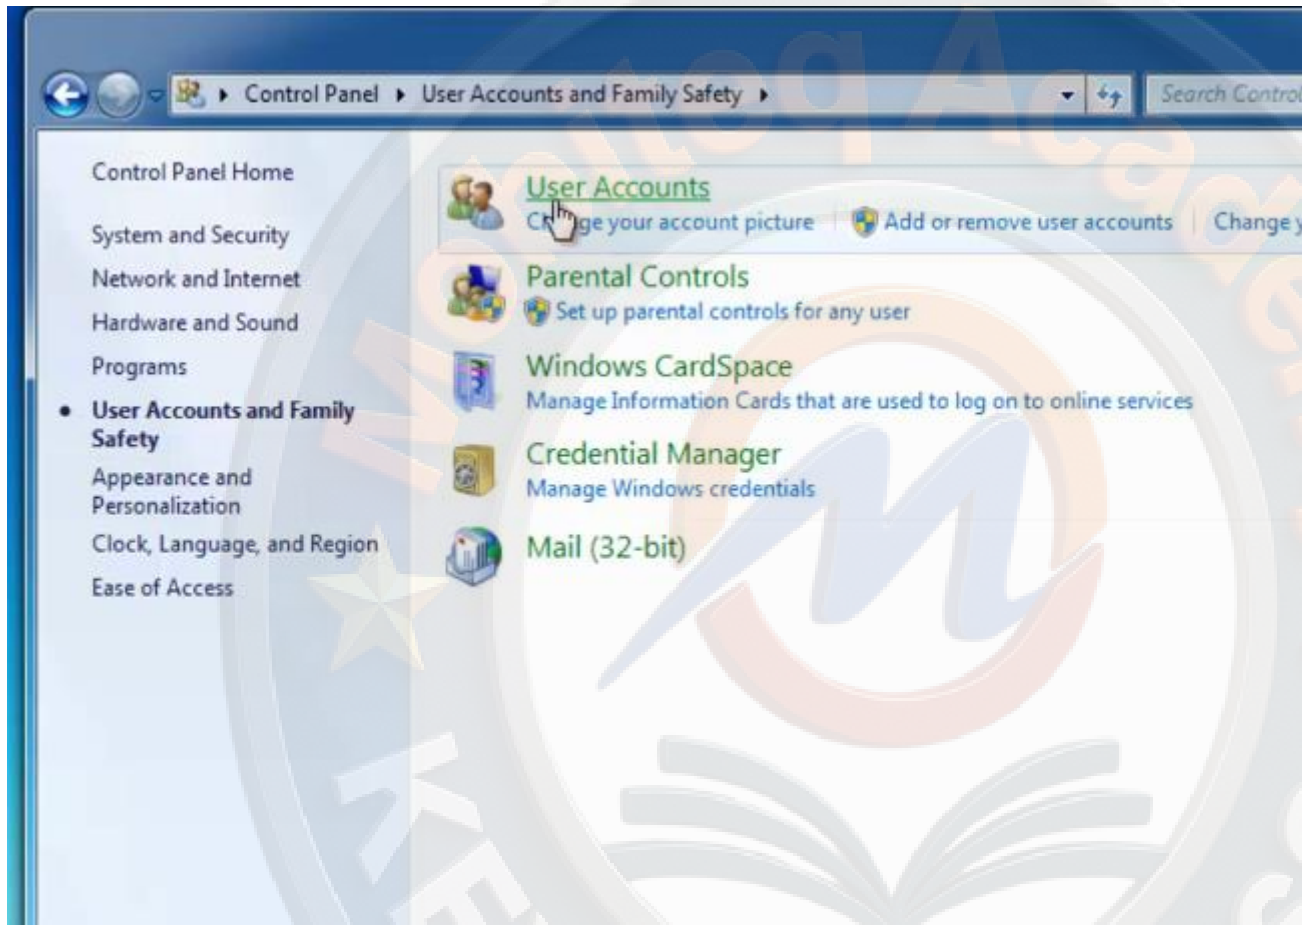 Control Panel
User Accounts and Family Safety
Search Control
Control Panel Home
System and Security
Network and Internet
Hardware and Sound
Programs
User Accounts and Family
Safety
Appearance and
Personalization
Clock, Language, and Region
Ease of Access
User Accounts
Change your account picture
Add or remove user accounts
Change y
Parental Controls
Set up parental controls for any user
Windows CardSpace
Manage Information Cards that are used to log on to online services
Credential Manager
Manage Windows credentials
Mail (32-bit)